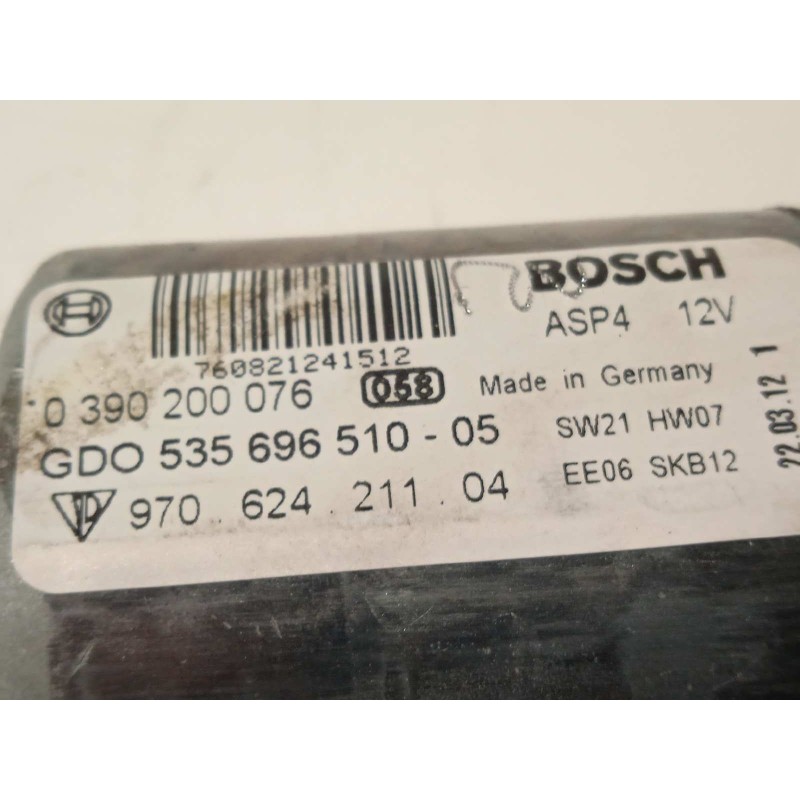 BOSCH
ASP4 12V
760821241512
0 390 200 076 058 Made in Germany
GDO 535 696 510 - 05 SW21 HW07
970 . 624 . 211 . 04 EE06 SKB12
22.03.12 1